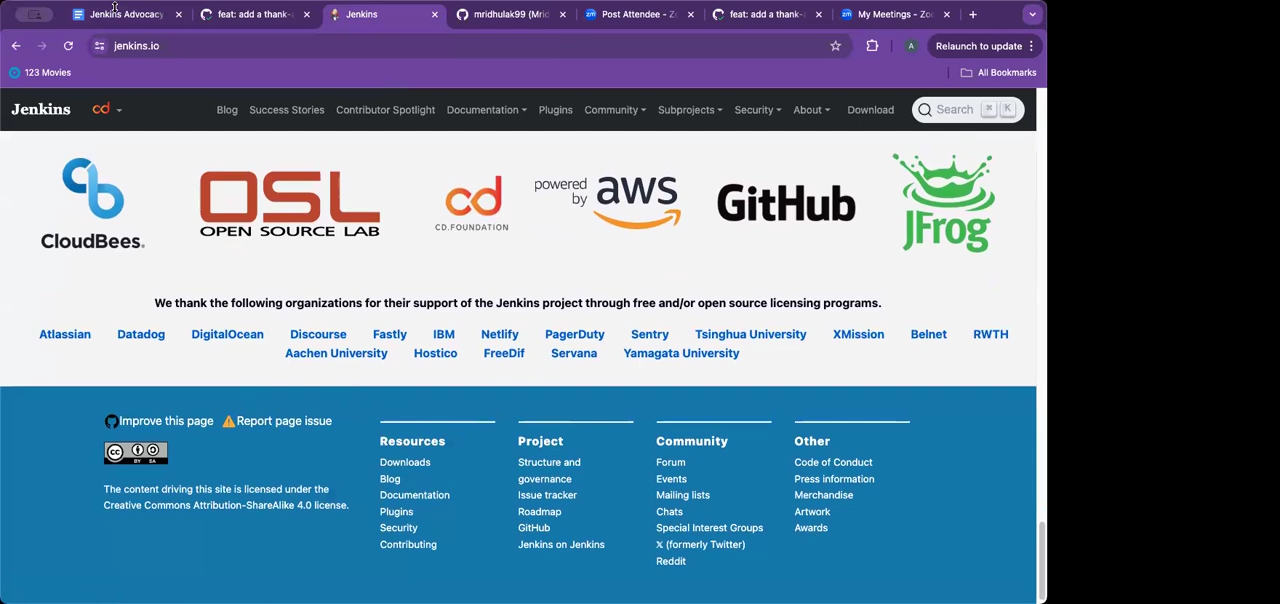 Jenkins Advocacy
feat: add a thank-
Jenkins
mridhulak99 (Mrid
Post Attendee - Zo
feat: add a thank-
My Meetings - Zoo
jenkins.io
A
Relaunch to update
123 Movies
All Bookmarks
Jenkins cd Blog Success Stories Contributor Spotlight Documentation Plugins Community Subprojects Security About Download Search ⌘ K
CloudBees.
OSL
OPEN SOURCE LAB
cd
CD.FOUNDATION
powered
by
aws
GitHub
JFrog
We thank the following organizations for their support of the Jenkins project through free and/or open source licensing programs.
Atlassian Datadog DigitalOcean Discourse Fastly IBM Netlify PagerDuty Sentry Tsinghua University XMission Belnet RWTH
Aachen University Hostico FreeDif Servana Yamagata University
Improve this page Report page issue
cc BY SA
The content driving this site is licensed under the
Creative Commons Attribution-ShareAlike 4.0 license.
Resources
Downloads
Blog
Documentation
Plugins
Security
Contributing
Project
Structure and
governance
Issue tracker
Roadmap
GitHub
Jenkins on Jenkins
Community
Forum
Events
Mailing lists
Chats
Special Interest Groups
X (formerly Twitter)
Reddit
Other
Code of Conduct
Press information
Merchandise
Artwork
Awards